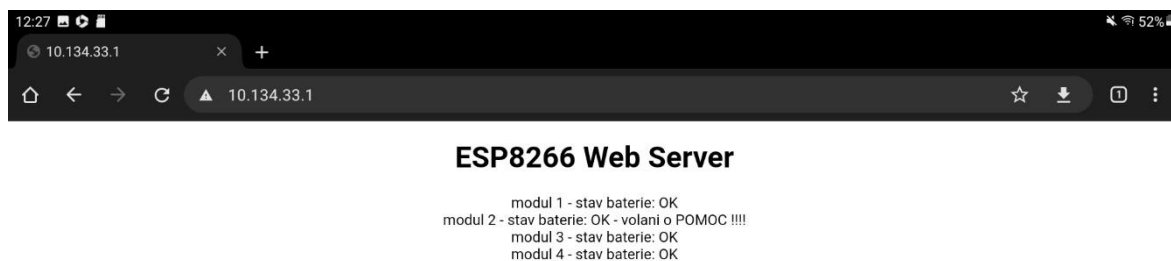 12:27
52%
10.134.33.1
10.134.33.1
1
ESP8266 Web Server
modul 1 - stav baterie: OK
modul 2 - stav baterie: OK - volani o POMOC !!!!
modul 3 - stav baterie: OK
modul 4 - stav baterie: OK